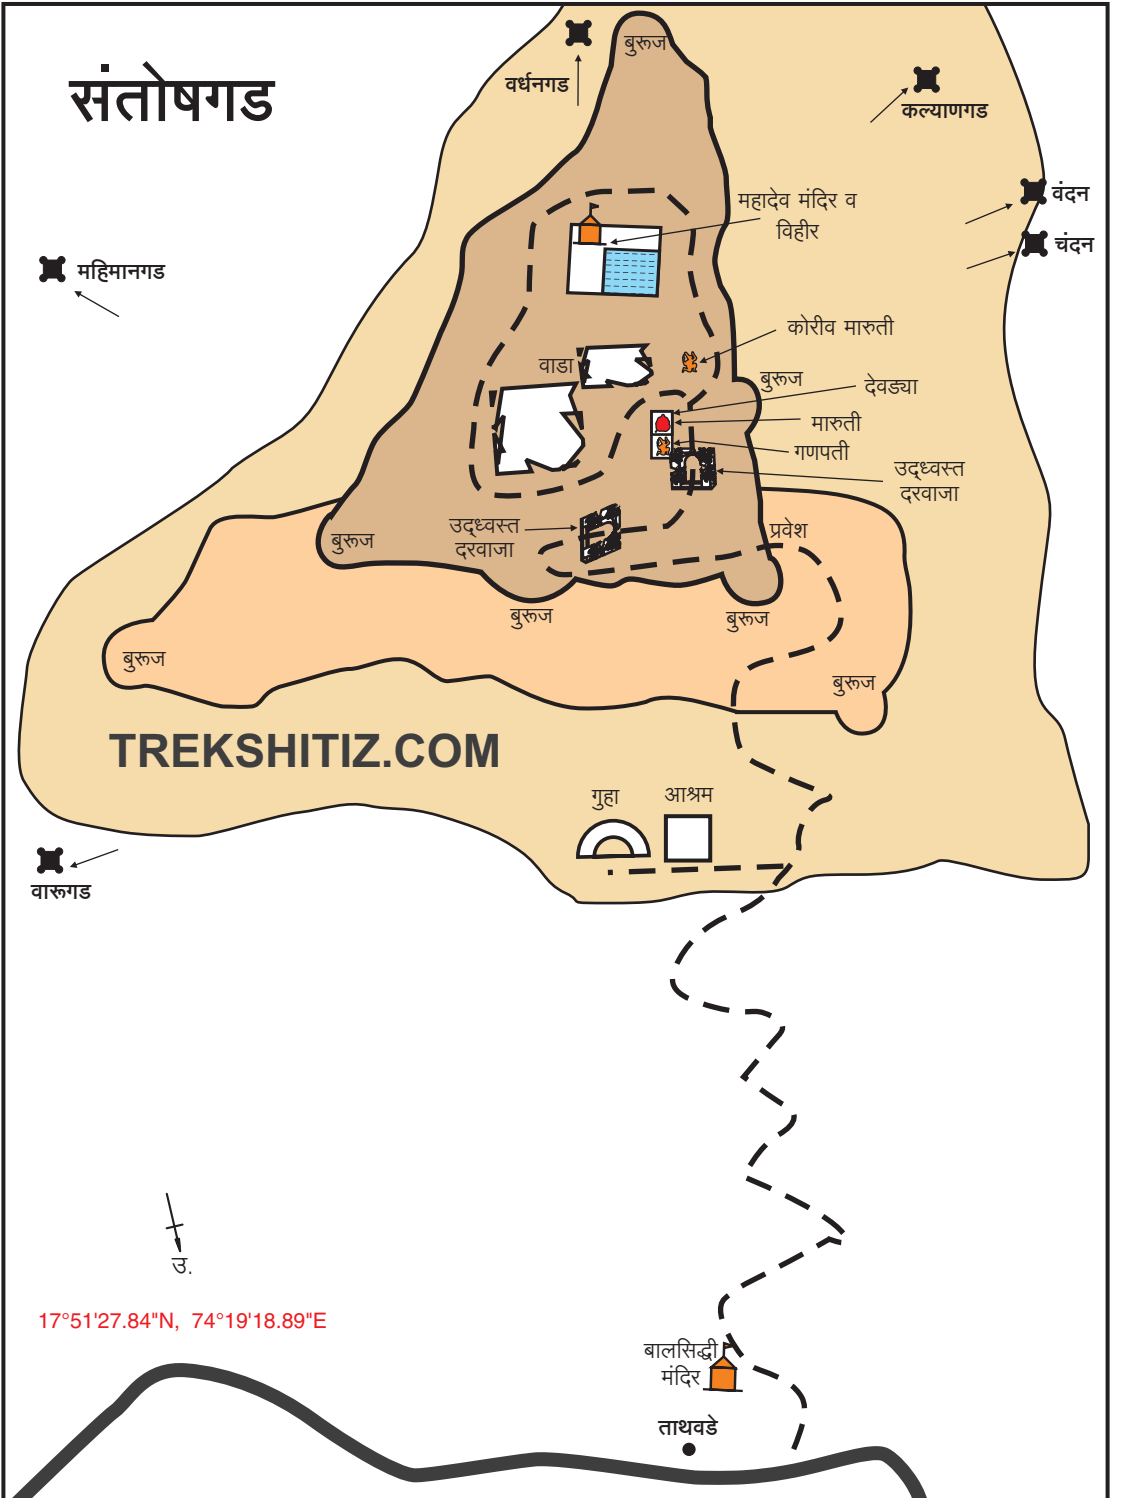 बुरूज
वर्धनगड
संतोषगड
कल्याणगड
वंदन
महादेव मंदिर व
विहीर
चंदन
महिमानगड
कोरीव मारुती
वाडा
बुरूज
देवड्या
मारुती
गणपती
उद्ध्वस्त
दरवाजा
उद्ध्वस्त
दरवाजा
प्रवेश
बुरूज
बुरूज
बुरूज
बुरूज
बुरूज
TREKSHITIZ.COM
गुहा
आश्रम
वारूगड
उ.
17°51'27.84"N, 74°19'18.89"E
बालसिद्धी
मंदिर
ताथवडे